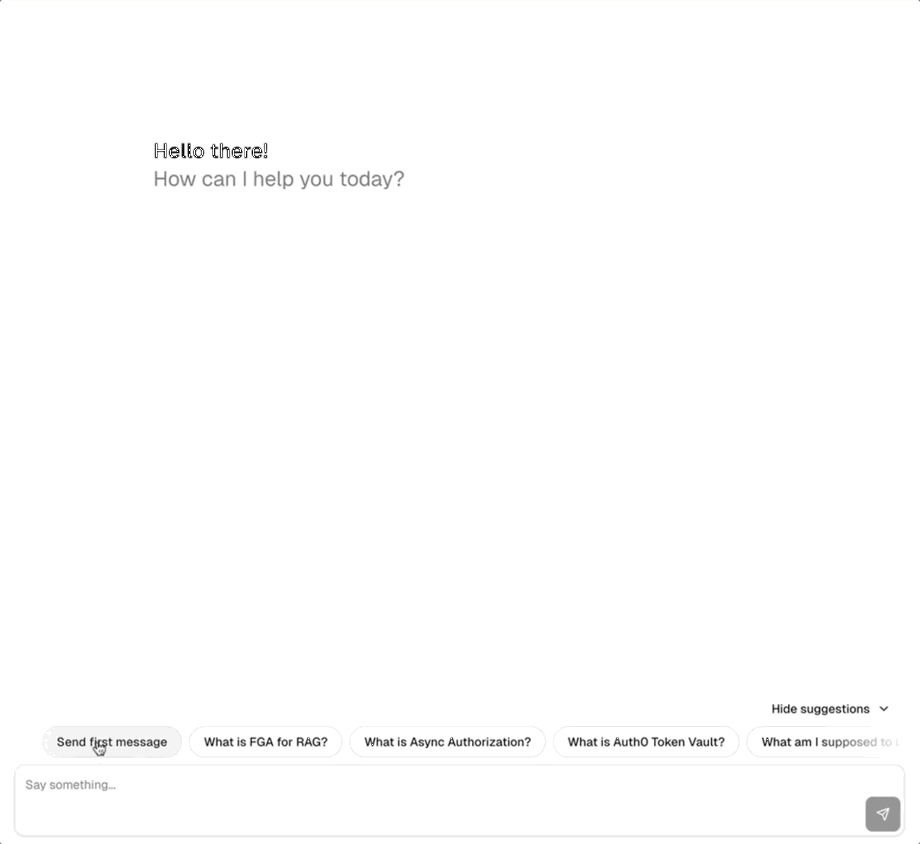 Hello there!
How can I help you today?
Hide suggestions
Send first message
What is FGA for RAG?
What is Async Authorization?
What is Auth0 Token Vault?
What am I supposed to
Say something...